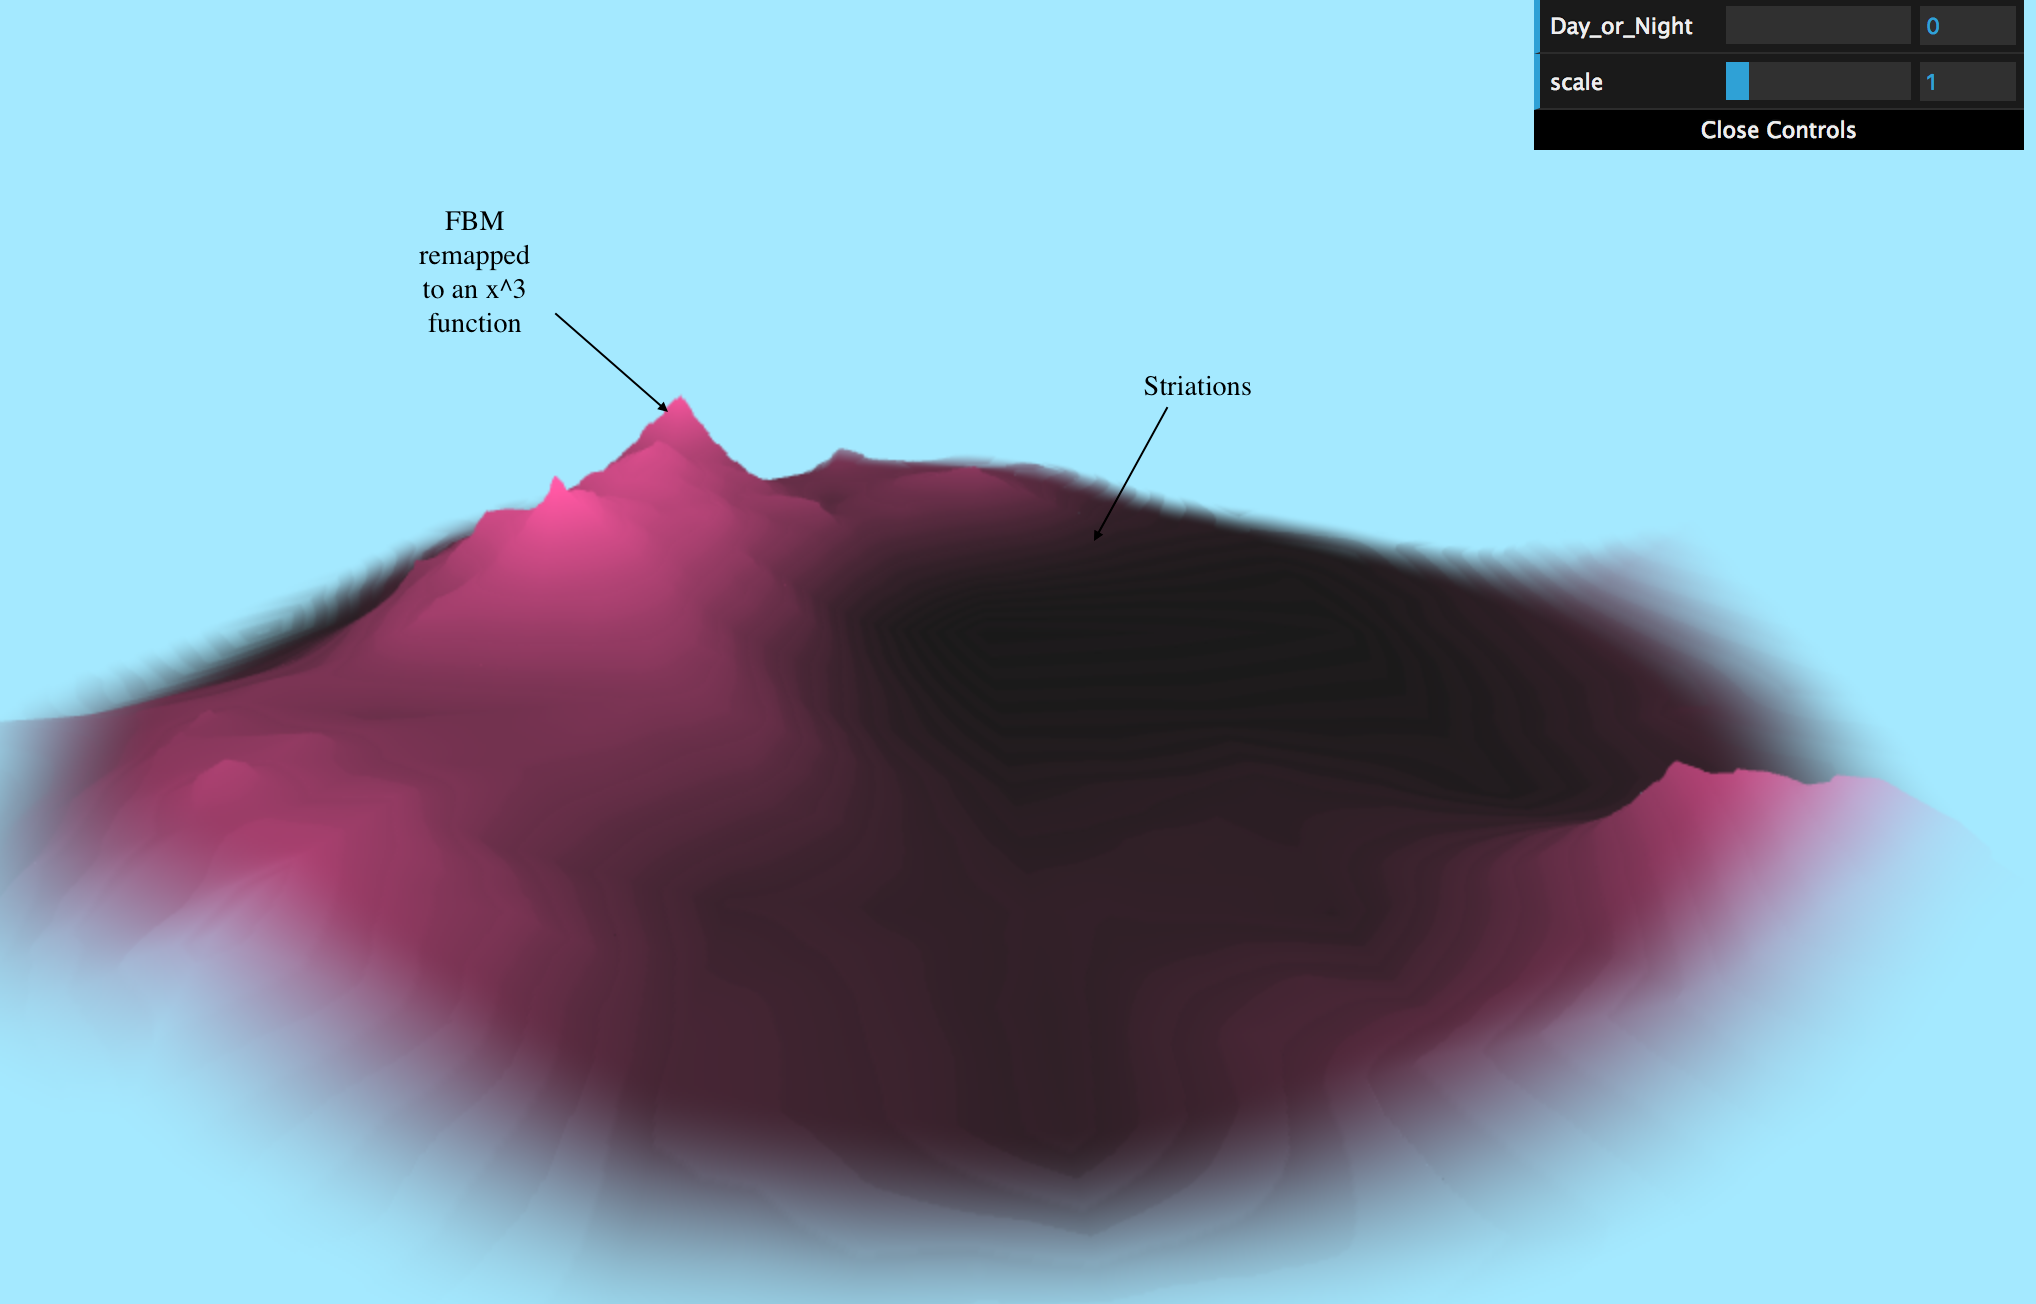 Day_or_Night 0
scale 1
Close Controls
FBM
remapped
to an x^3
function
Striations